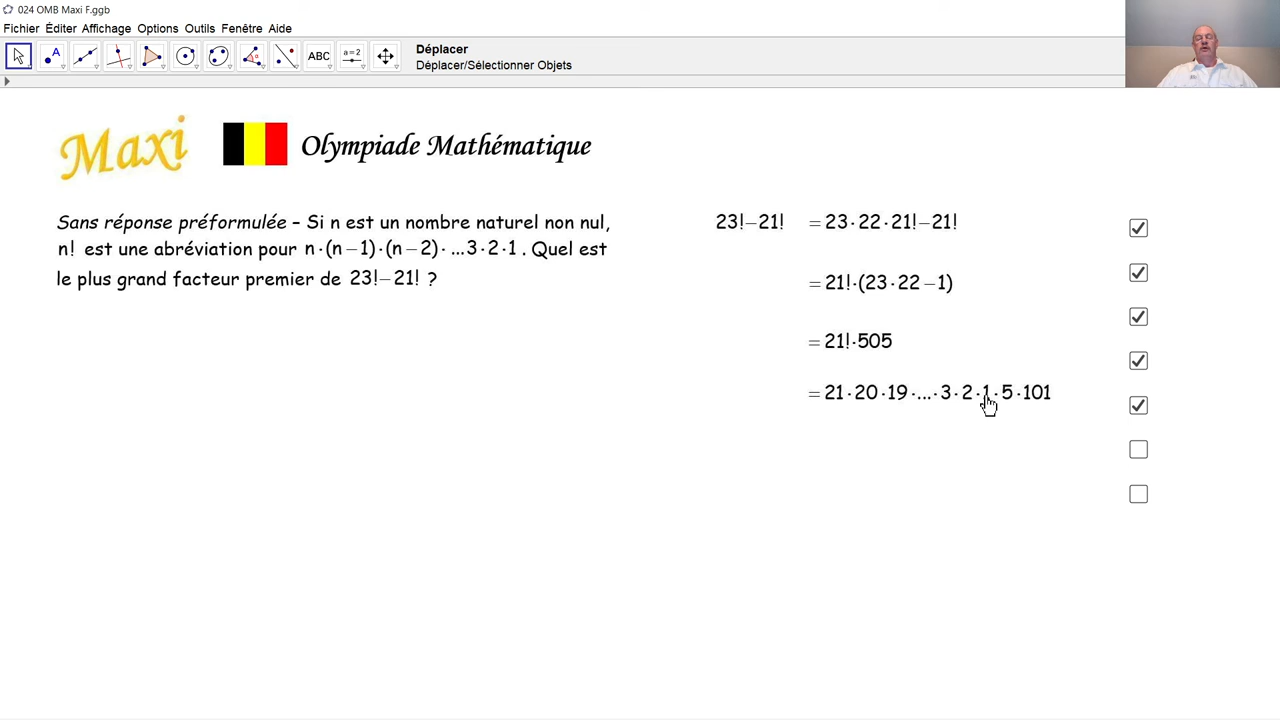 024 OMB Maxi F.ggb
Fichier Éditer Affichage Options Outils Fenêtre Aide
A ABC a=2 Déplacer
Déplacer/Sélectionner Objets
Maxi Olympiade Mathématique
Sans réponse préformulée – Si n est un nombre naturel non nul,
n! est une abréviation pour n·(n−1)·(n−2)·...3·2·1. Quel est
le plus grand facteur premier de 23!−21! ?
23!−21! =23·22·21!−21!
=21!·(23·22−1)
=21!·505
=21·20·19·...·3·2·1·5·101